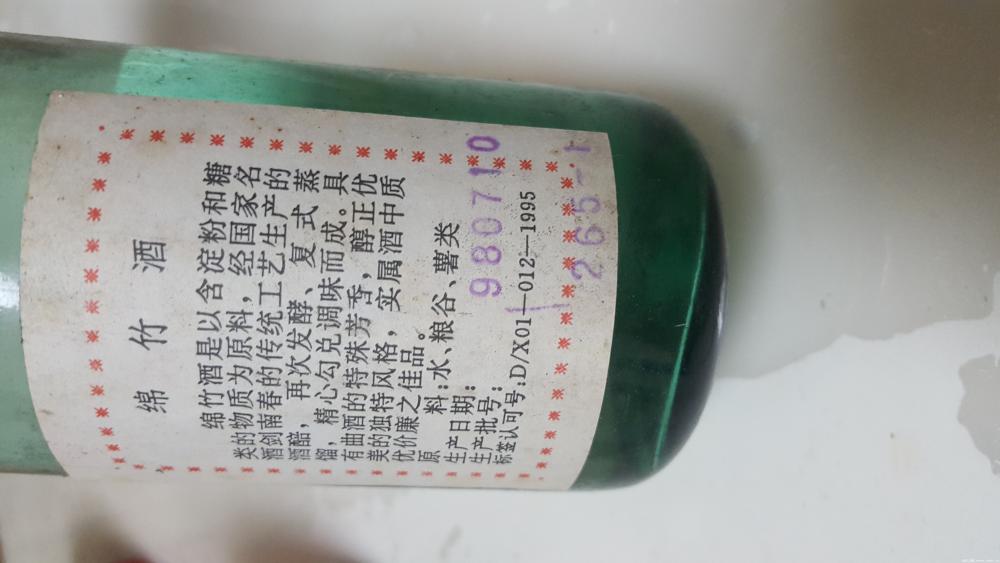 绵竹酒
绵竹酒是以含淀粉和糖
类的物质为原料，经国家名
酒剑南春的传统工艺生产的
酒醅，再次发酵、复式蒸
馏，精心勾兑调味而成。具
有曲酒的特殊芳香，醇正优
美的独特风格，实属酒中质
优价廉之佳品。
原料：水、粮谷、薯类
生产日期：980710
生产批号：
标签认可号：D/X01—012—1995
265-1